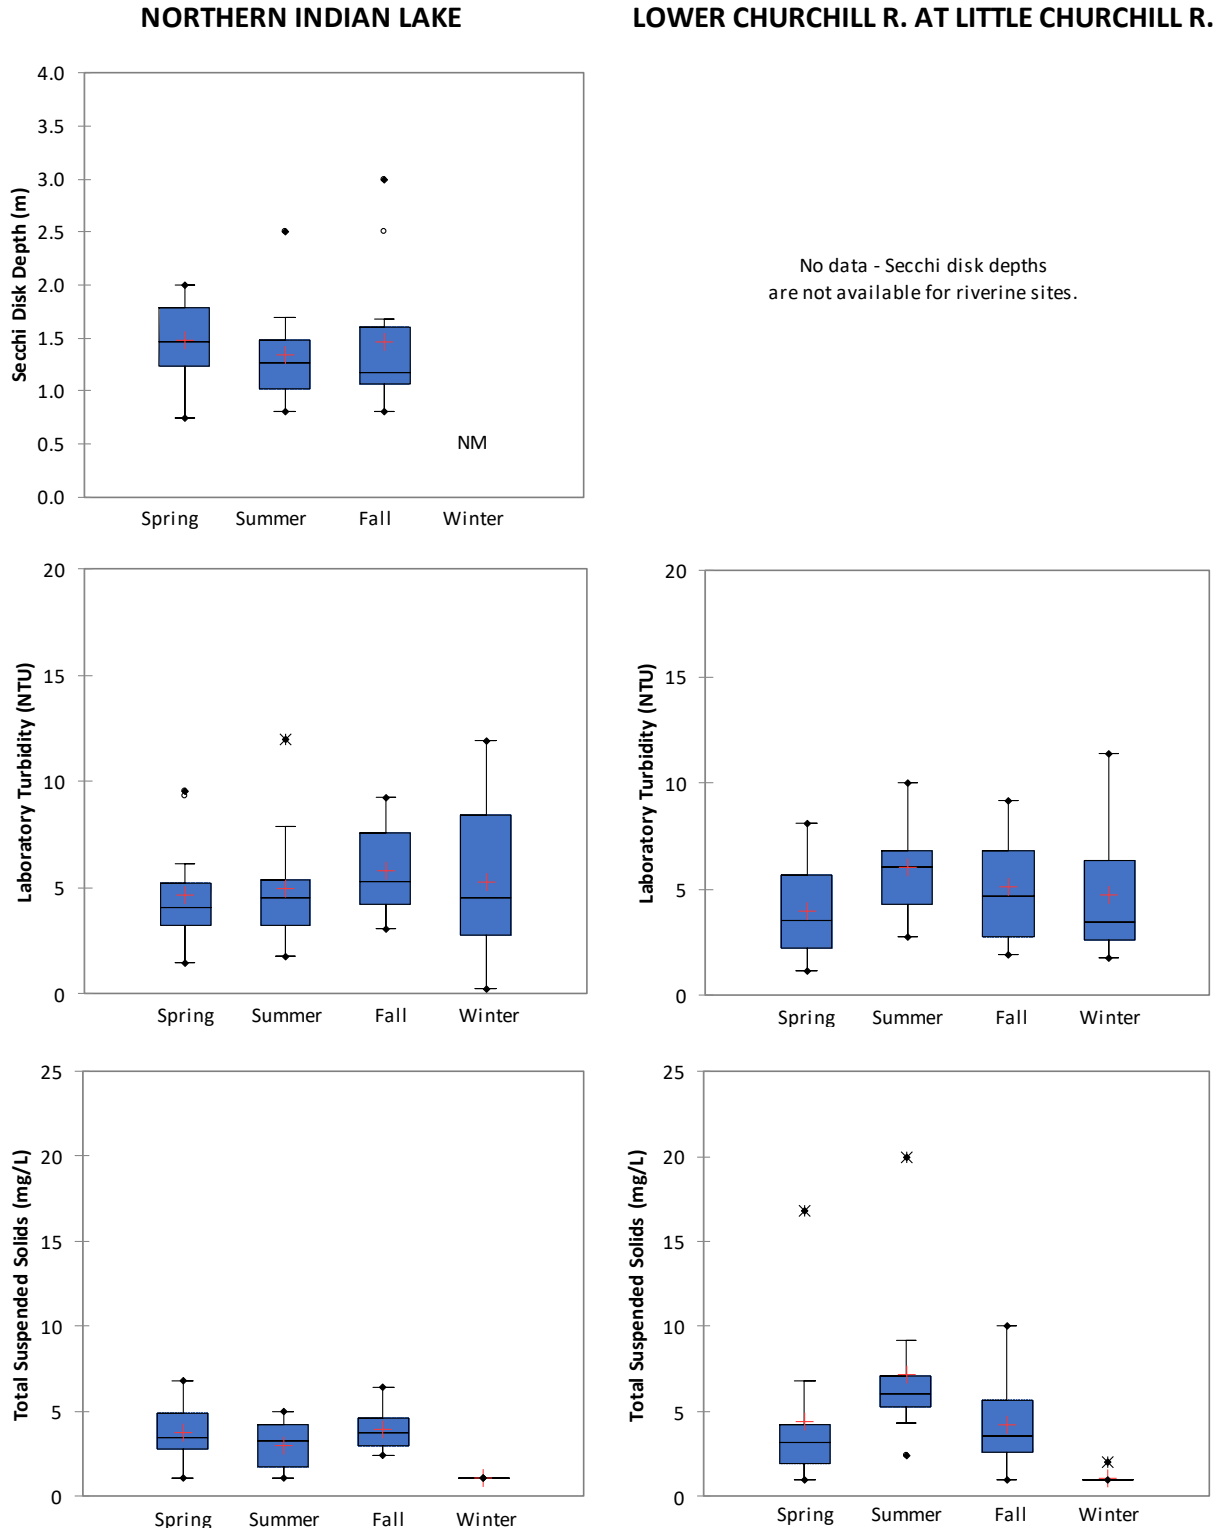 NORTHERN INDIAN LAKE
LOWER CHURCHILL R. AT LITTLE CHURCHILL R.
Secchi Disk Depth (m)
4.0
3.5
3.0
2.5
2.0
1.5
1.0
0.5
0.0
NM
Spring Summer Fall Winter
No data - Secchi disk depths
are not available for riverine sites.
Laboratory Turbidity (NTU)
20
15
10
5
0
Spring Summer Fall Winter
Laboratory Turbidity (NTU)
20
15
10
5
0
Spring Summer Fall Winter
Total Suspended Solids (mg/L)
25
20
15
10
5
0
Spring Summer Fall Winter
Total Suspended Solids (mg/L)
25
20
15
10
5
0
Spring Summer Fall Winter